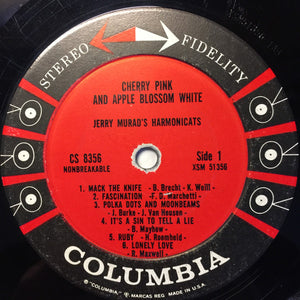 STEREO FIDELITY
CHERRY PINK
AND APPLE BLOSSOM WHITE
JERRY MURAD'S HARMONICATS
CS 8356
NONBREAKABLE
Side 1
XSM 51356
1. MACK THE KNIFE - B. Brecht - K. Weill
2. FASCINATION - F. D. Marchetti
3. POLKA DOTS AND MOONBEAMS
J. Burke - J. Van Heusen
4. IT'S A SIN TO TELL A LIE
B. Mayhew
5. RUBY - H. Roemheld
6. LONELY LOVE
R. Maxwell
COLUMBIA
® "COLUMBIA", MARCAS REG. MADE IN U.S.A.